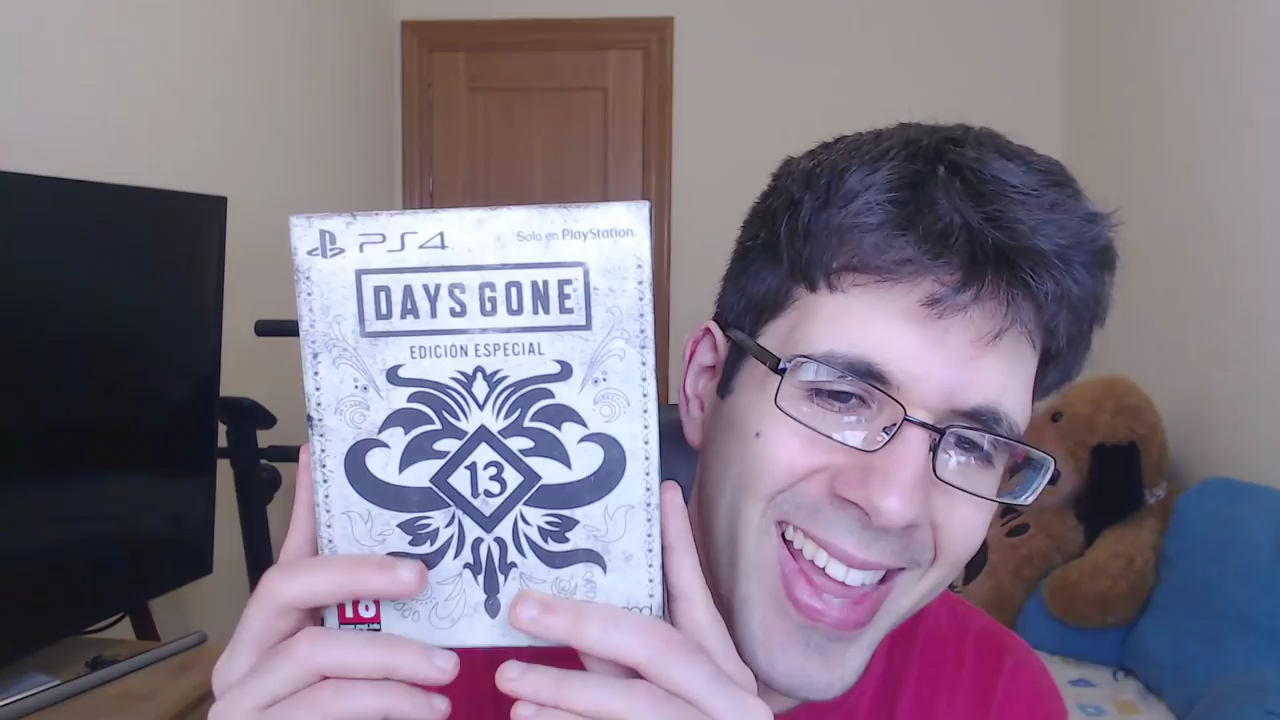 PS4
Solo en PlayStation.
DAYS GONE
EDICIÓN ESPECIAL
13
18